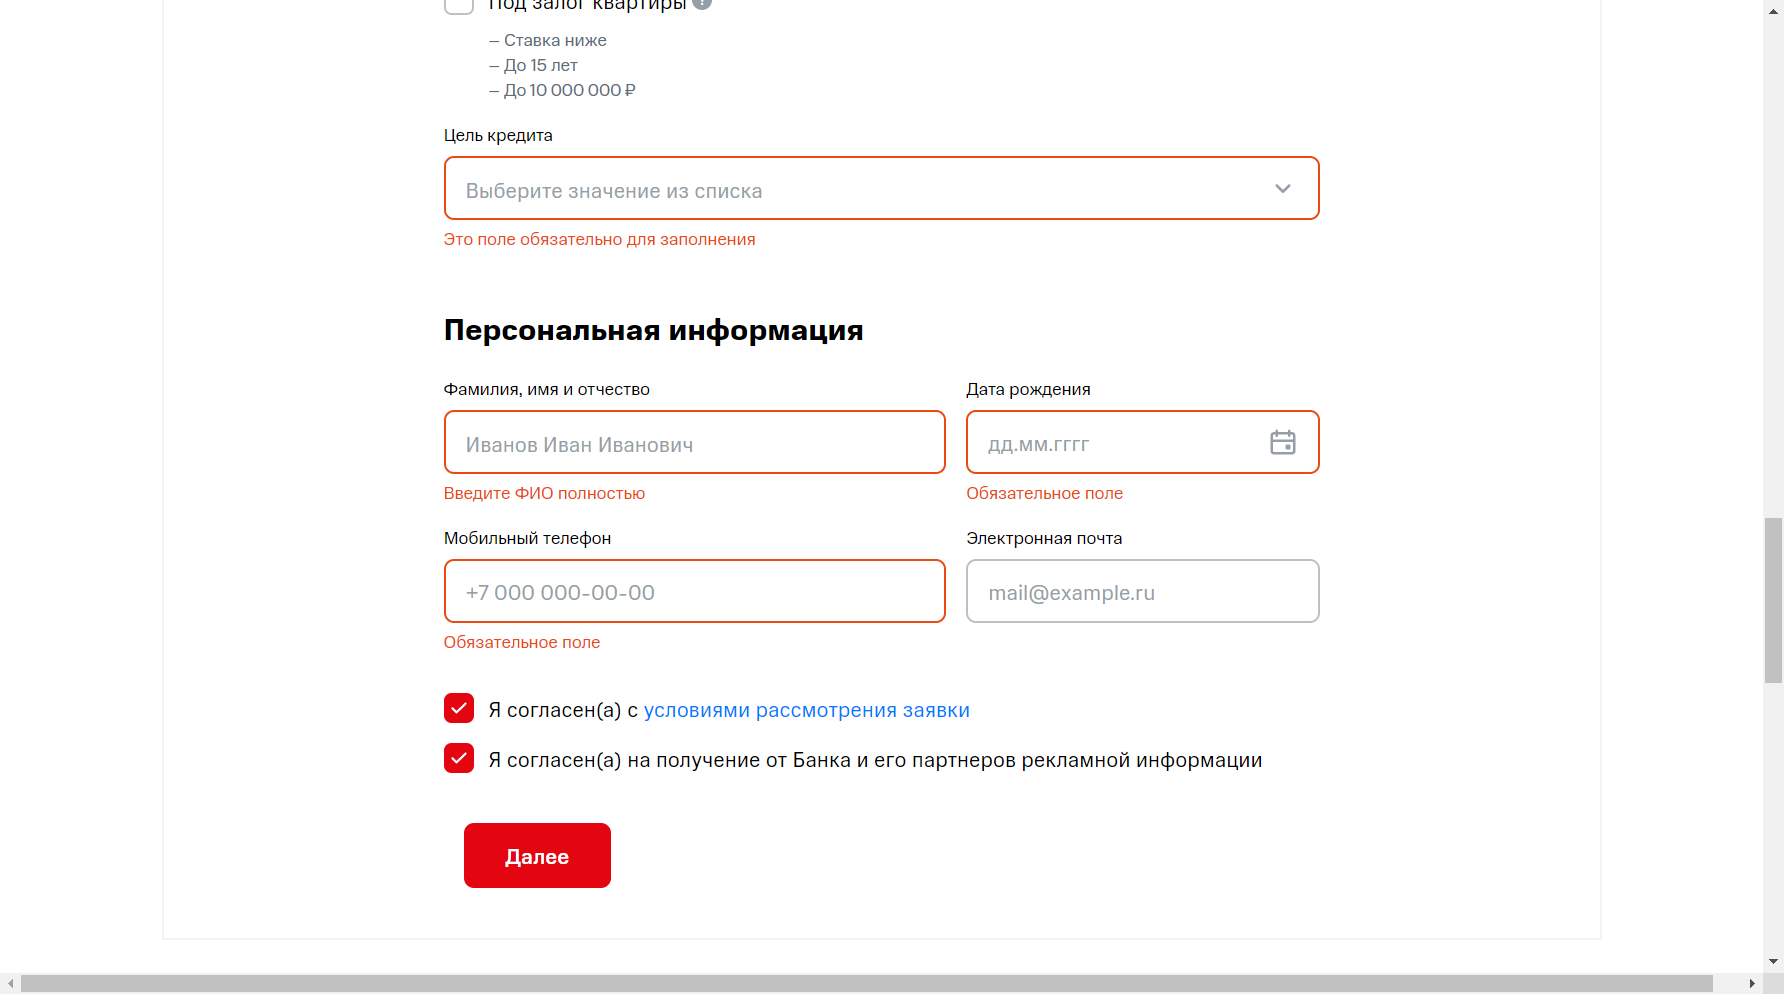 Под залог квартиры ?
– Ставка ниже
– До 15 лет
– До 10 000 000 ₽
Цель кредита
Выберите значение из списка
Это поле обязательно для заполнения
Персональная информация
Фамилия, имя и отчество
Дата рождения
Иванов Иван Иванович
дд.мм.гггг
Введите ФИО полностью
Обязательное поле
Мобильный телефон
Электронная почта
+7 000 000-00-00
mail@example.ru
Обязательное поле
Я согласен(а) с условиями рассмотрения заявки
Я согласен(а) на получение от Банка и его партнеров рекламной информации
Далее